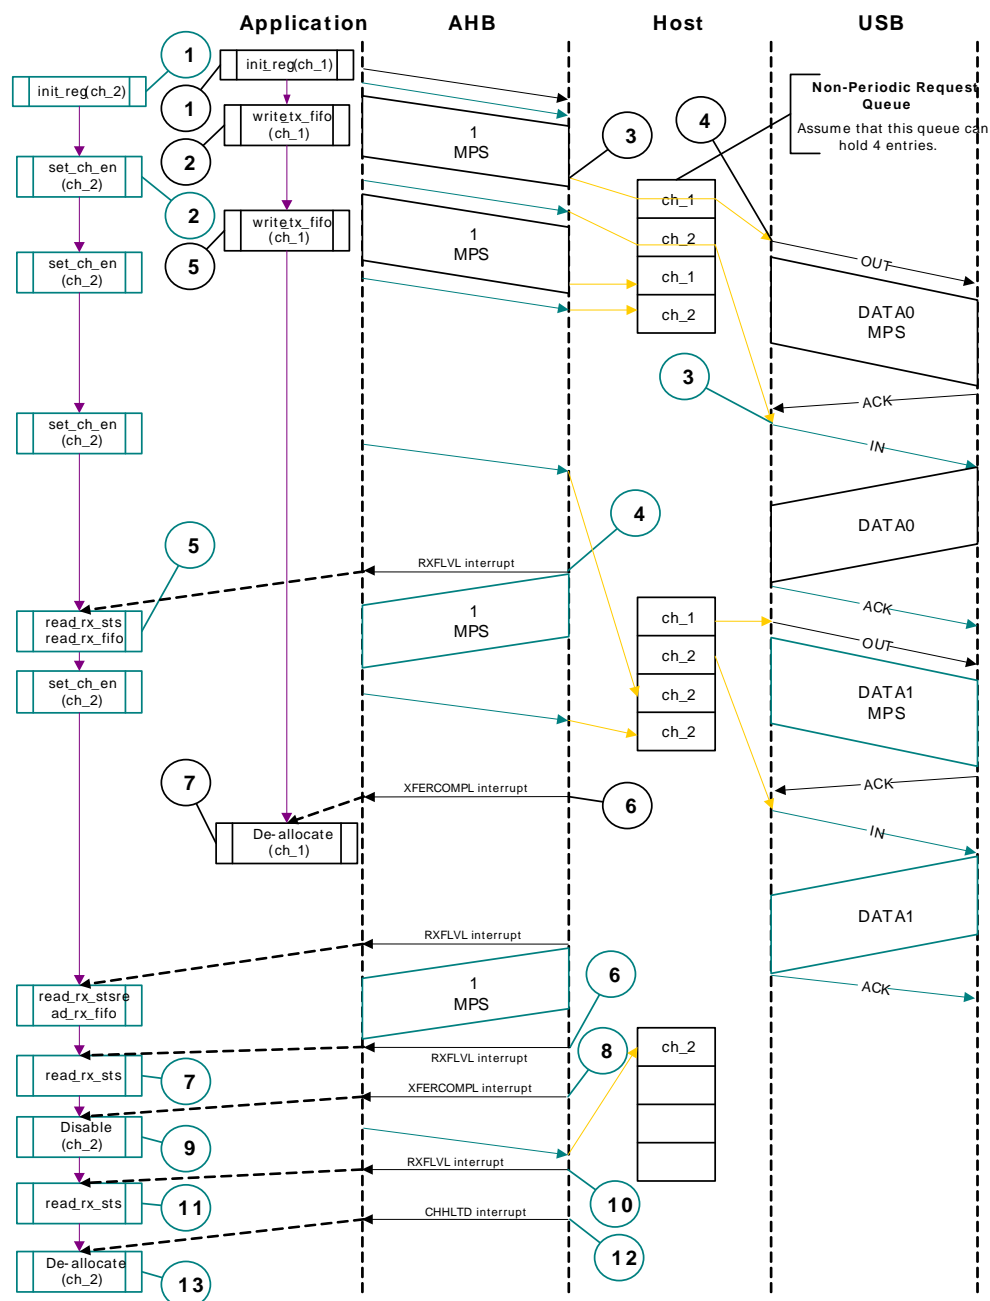 Application
AHB
Host
USB
1
init_reg(ch_1)
init_reg(ch_2)
1
Non-Periodic Request
Queue
Assume that this queue can
hold 4 entries.
write_tx_fifo
(ch_1)
1
MPS
3
4
2
set_ch_en
(ch_2)
2
ch_1
write_tx_fifo
(ch_1)
5
1
MPS
ch_2
set_ch_en
(ch_2)
OUT
ch_1
ch_2
DATA0
MPS
3
ACK
set_ch_en
(ch_2)
IN
4
DATA0
5
RXFLVL interrupt
ACK
read_rx_sts
read_rx_fifo
1
MPS
ch_1
OUT
ch_2
set_ch_en
(ch_2)
ch_2
DATA1
MPS
ch_2
7
XFERCOMPL interrupt
6
ACK
De-allocate
(ch_1)
IN
DATA1
RXFLVL interrupt
6
read_rx_stsre
ad_rx_fifo
1
MPS
ACK
8
ch_2
RXFLVL interrupt
read_rx_sts
7
XFERCOMPL interrupt
Disable
(ch_2)
9
RXFLVL interrupt
read_rx_sts
11
10
CHHLTD interrupt
12
De-allocate
(ch_2)
13